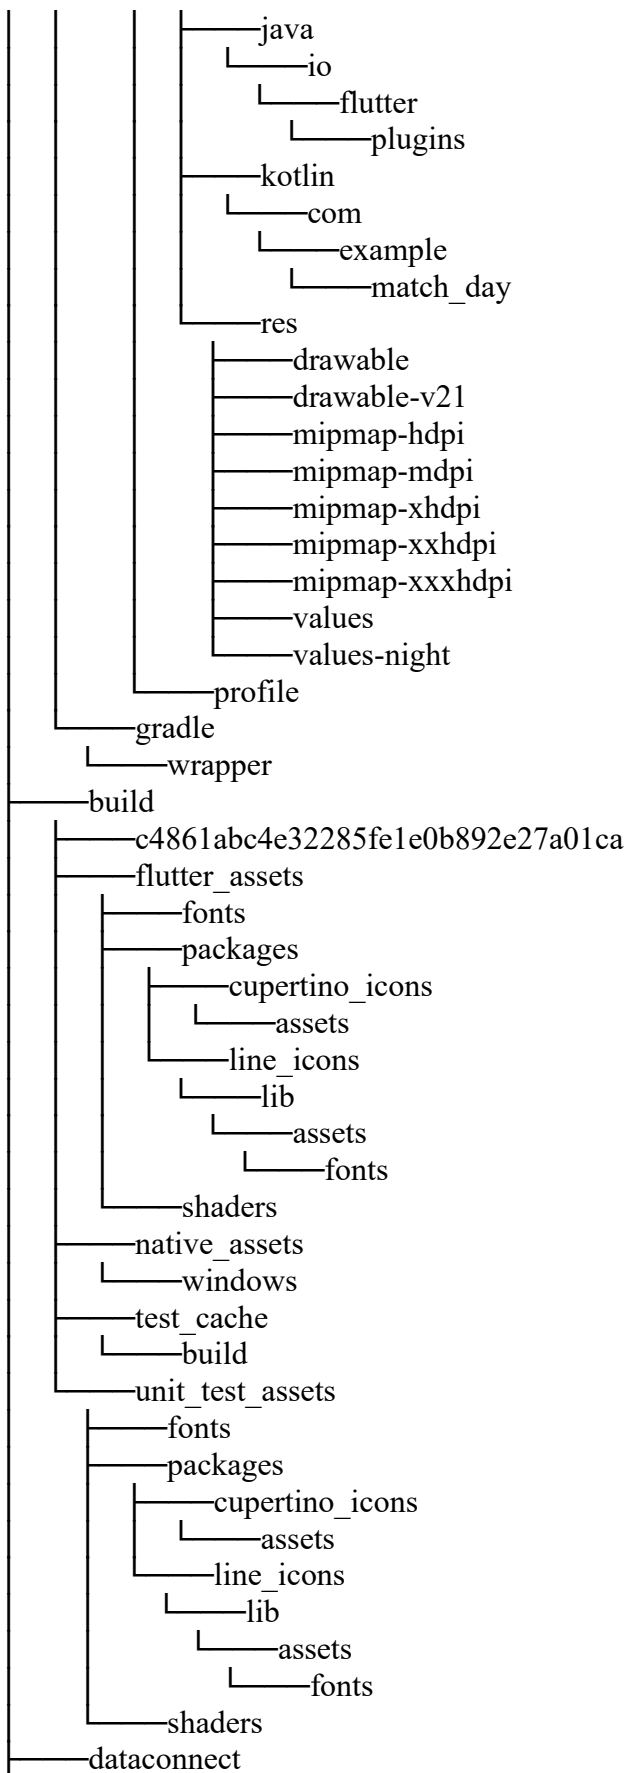 java
io
flutter
plugins
kotlin
com
example
match_day
res
drawable
drawable-v21
mipmap-hdpi
mipmap-mdpi
mipmap-xhdpi
mipmap-xxhdpi
mipmap-xxxhdpi
values
values-night
profile
gradle
wrapper
build
c4861abc4e32285fe1e0b892e27a01ca
flutter_assets
fonts
packages
cupertino_icons
assets
line_icons
lib
assets
fonts
shaders
native_assets
windows
test_cache
build
unit_test_assets
fonts
packages
cupertino_icons
assets
line_icons
lib
assets
fonts
shaders
dataconnect